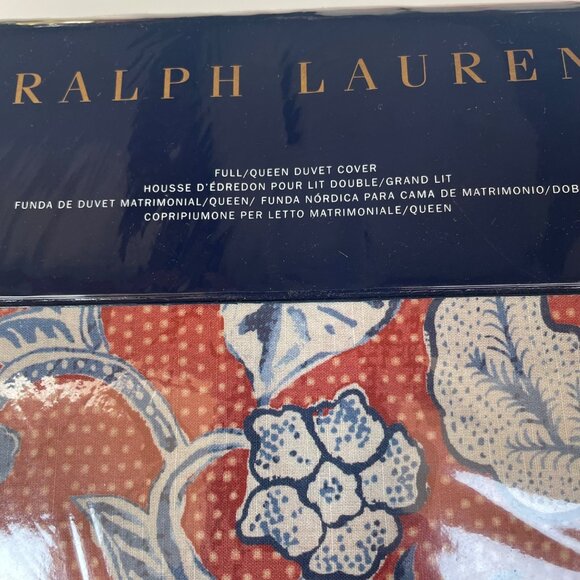 RALPH LAUREN
FULL/QUEEN DUVET COVER
HOUSSE D'ÉDREDON POUR LIT DOUBLE/GRAND LIT
FUNDA DE DUVET MATRIMONIAL/QUEEN/ FUNDA NÓRDICA PARA CAMA DE MATRIMONIO/DOB
COPRIPIUMONE PER LETTO MATRIMONIALE/QUEEN